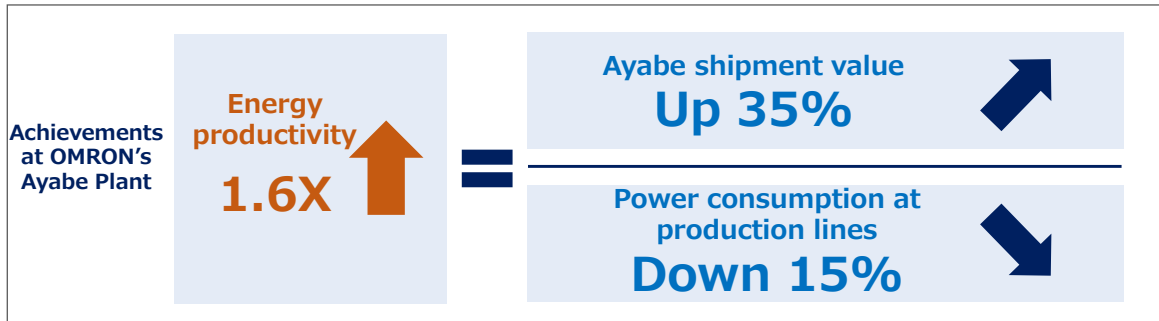 Achievements
at OMRON’s
Ayabe Plant
Energy
productivity
1.6X
=
Ayabe shipment value
Up 35%
Power consumption at
production lines
Down 15%